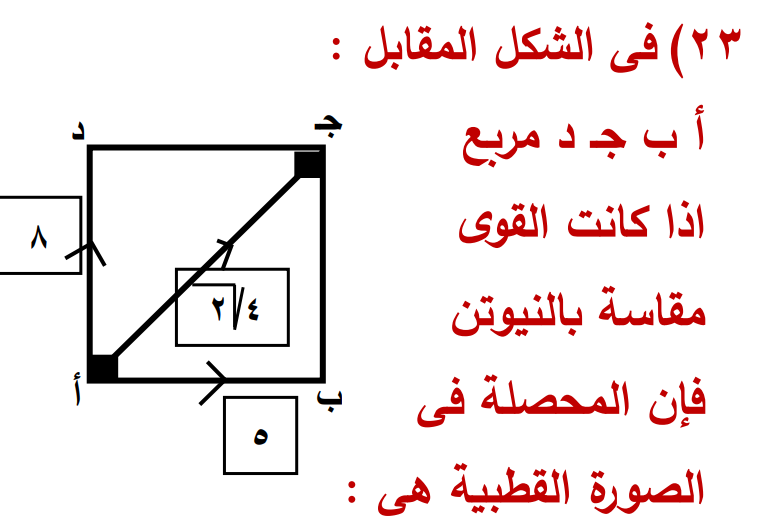 ٢٣) فى الشكل المقابل :
أ ب جـ د مربع
اذا كانت القوى
مقاسة بالنيوتن
فإن المحصلة فى
الصورة القطبية هى :
د
جـ
٨
٤√٢
أ
ب
٥